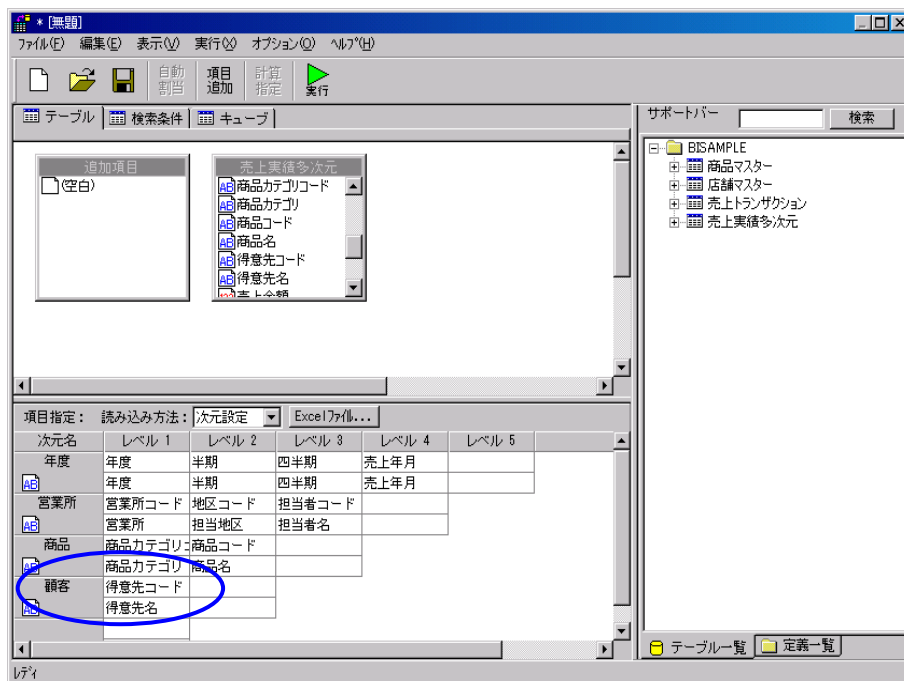 * [無題]
ファイル(F) 編集(E) 表示(V) 実行(X) オプション(O) ヘルプ(H)
自動割当 項目追加 計算指定 実行
テーブル 検索条件 キューブ
サポートバー 検索
追加項目
(空白)
売上実績多次元
商品カテゴリコード
商品カテゴリ
商品コード
商品名
得意先コード
得意先名
売上金額
BISAMPLE
商品マスター
店舗マスター
売上トランザクション
売上実績多次元
項目指定： 読み込み方法： 次元設定 Excelファイル...
次元名 レベル 1 レベル 2 レベル 3 レベル 4 レベル 5
年度 年度 半期 四半期 売上年月
年度 半期 四半期 売上年月
営業所 営業所コード 地区コード 担当者コード
営業所 担当地区 担当者名
商品 商品カテゴリコ 商品コード
商品カテゴリ 商品名
顧客 得意先コード
得意先名
テーブル一覧 定義一覧
レディ